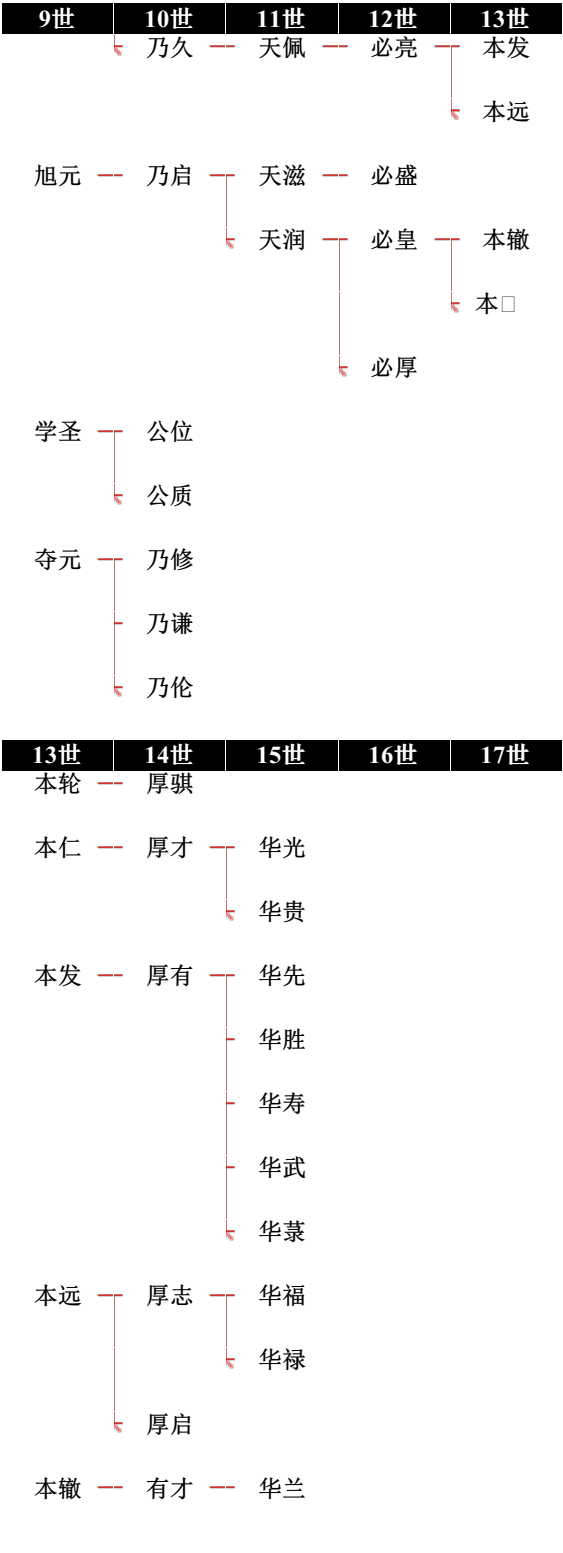 9世 10世 11世 12世 13世
乃久 天佩 必亮 本发
本远
旭元 乃启 天滋 必盛
天润 必皇 本辙
本□
必厚
学圣 公位
公质
夺元 乃修
乃谦
乃伦
13世 14世 15世 16世 17世
本轮 厚骐
本仁 厚才 华光
华贵
本发 厚有 华先
华胜
华寿
华武
华菉
本远 厚志 华福
华禄
厚启
本辙 有才 华兰